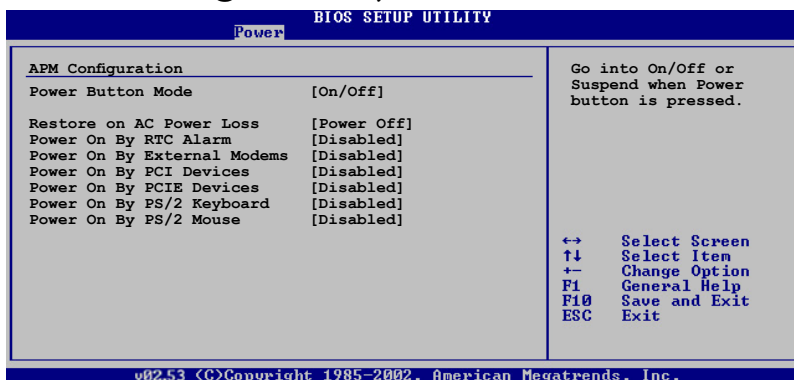 BIOS SETUP UTILITY
Power
APM Configuration
Power Button Mode [On/Off]
Restore on AC Power Loss [Power Off]
Power On By RTC Alarm [Disabled]
Power On By External Modems [Disabled]
Power On By PCI Devices [Disabled]
Power On By PCIE Devices [Disabled]
Power On By PS/2 Keyboard [Disabled]
Power On By PS/2 Mouse [Disabled]
Go into On/Off or
Suspend when Power
button is pressed.
←→ Select Screen
↑↓ Select Item
+- Change Option
F1 General Help
F10 Save and Exit
ESC Exit
v02.53 (C)Copyright 1985-2002, American Megatrends, Inc.